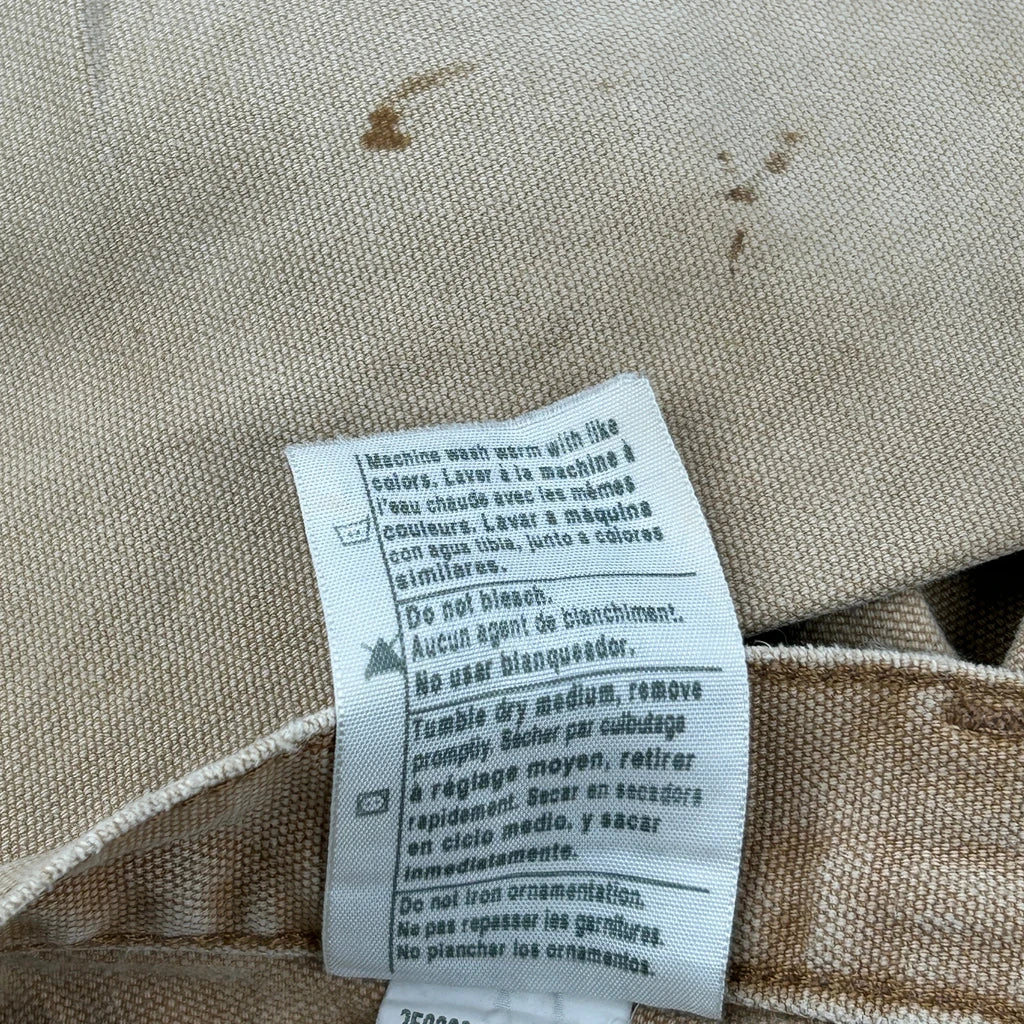 Machine wash warm with like
colors. Laver à la machine à
l'eau chaude avec les mêmes
couleurs. Lavar a maquina
con agua tibia, junto a colores
similares.
Do not bleach.
Aucun agent de blanchiment.
No usar blanqueador.
Tumble dry medium, remove
promptly. Sécher par culbutage
à réglage moyen, retirer
rapidement. Secar en secadora
en ciclo medio, y sacar
inmediatamente.
Do not iron ornamentation.
Ne pas repasser les garnitures.
No planchar los ornamentos.